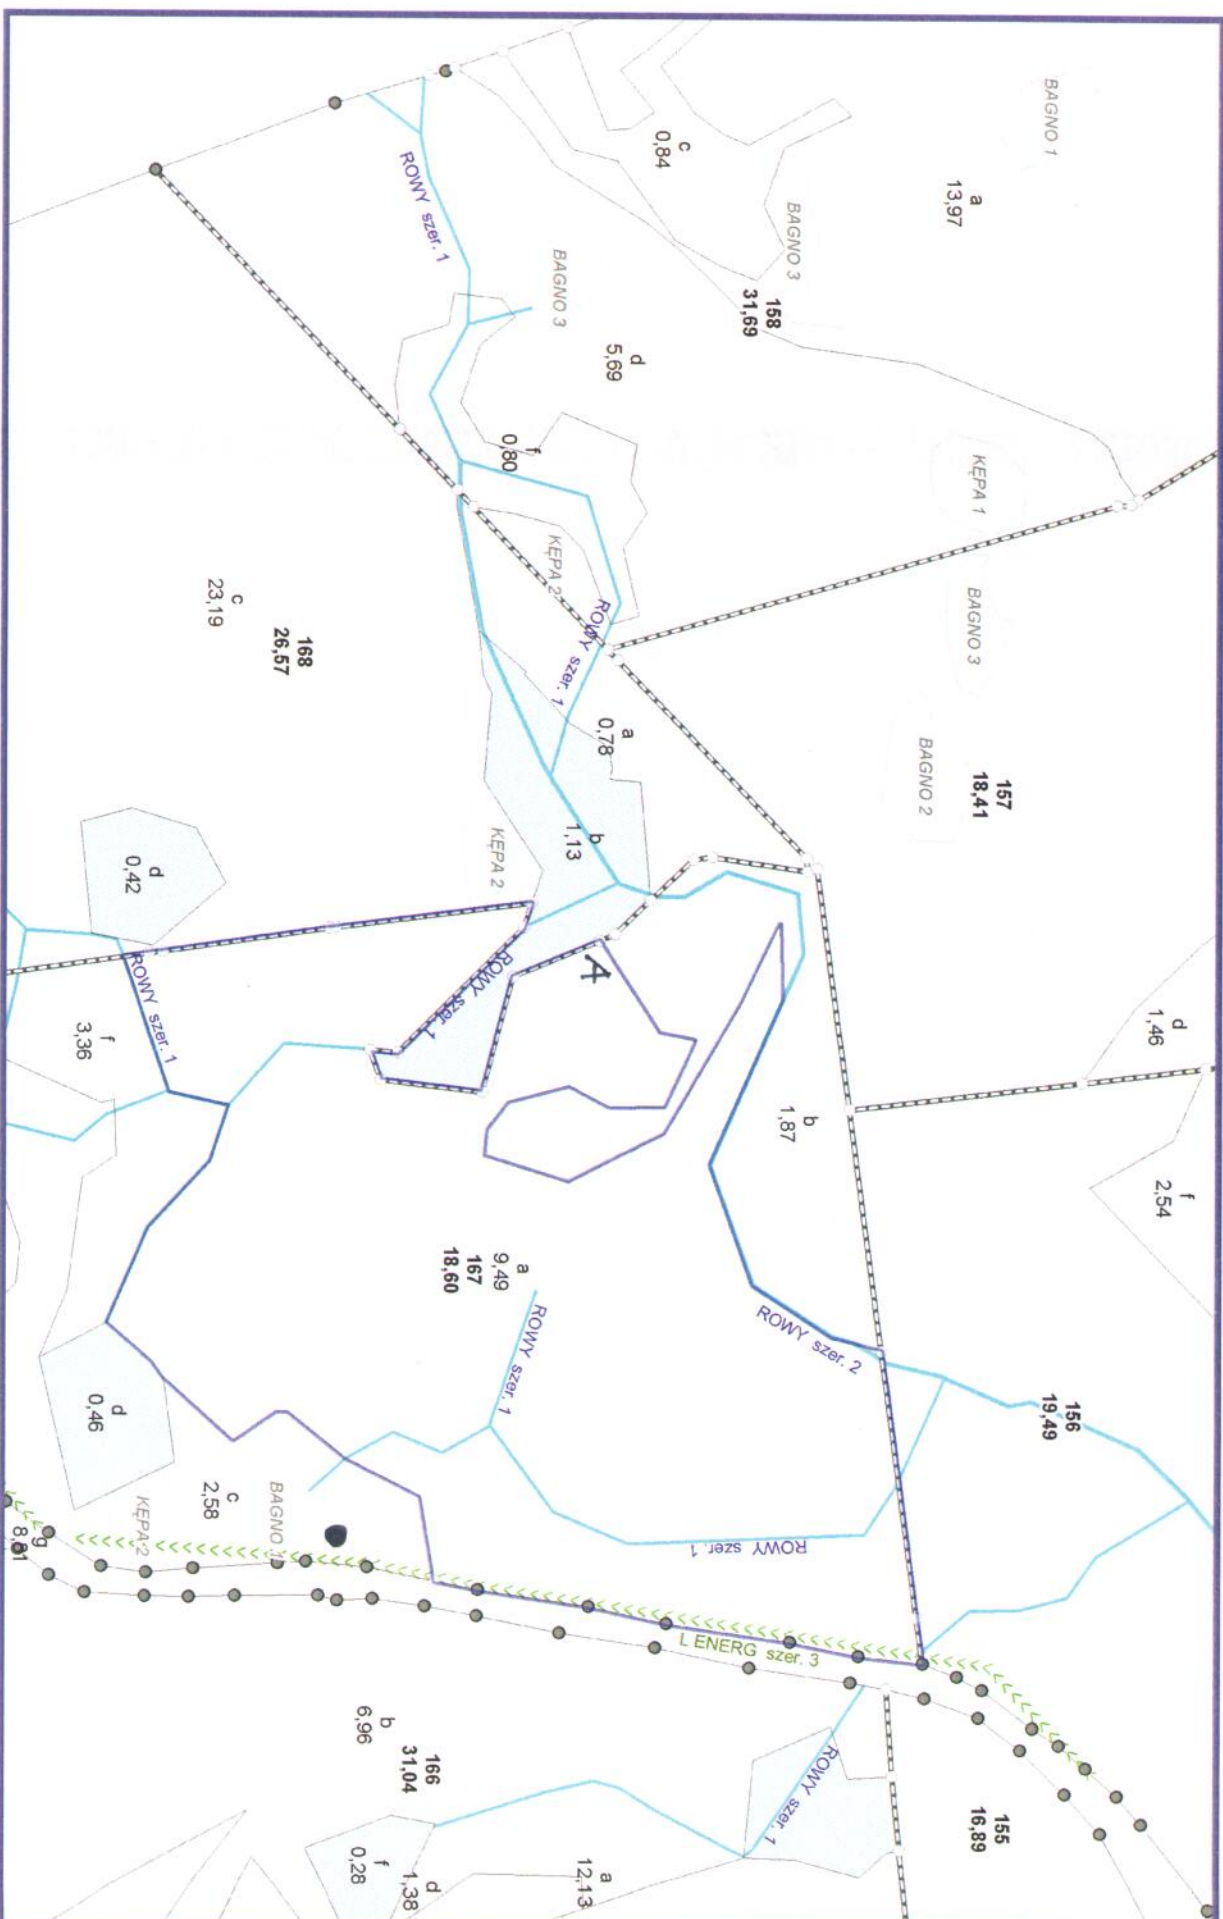 BAGNO 1
a
13,97
c
0,84
BAGNO 3
158
31,69
ROWY szer. 1
BAGNO 3
d
5,69
f
0,80
KĘPA 1
KĘPA 2
BAGNO 3
ROWY szer. 1
c
23,19
168
26,57
a
0,78
157
18,41
BAGNO 2
b
1,13
KĘPA 2
d
0,42
A
ROWY szer. 1
ROWY szer. 1
f
3,36
d
1,46
b
1,87
f
2,54
a
9,49
167
18,60
ROWY szer. 1
ROWY szer. 2
156
19,49
d
0,46
c
2,58
BAGNO 1
KĘPA 2
g
8,81
ROWY szer. 1
L ENERG szer. 3
b
6,96
166
31,04
ROWY szer. 1
155
16,89
f
0,28
d
1,38
a
12,13